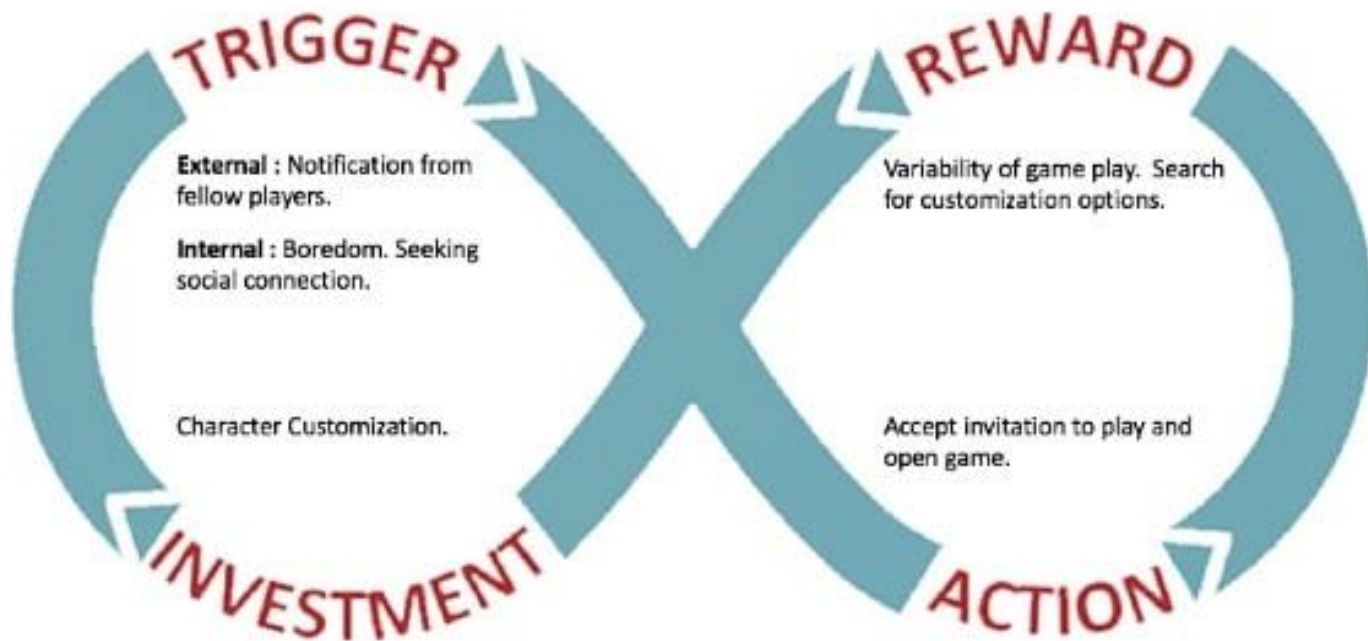 TRIGGER
External : Notification from
fellow players.
Internal : Boredom. Seeking
social connection.
Character Customization.
INVESTMENT
REWARD
Variability of game play. Search
for customization options.
Accept invitation to play and
open game.
ACTION